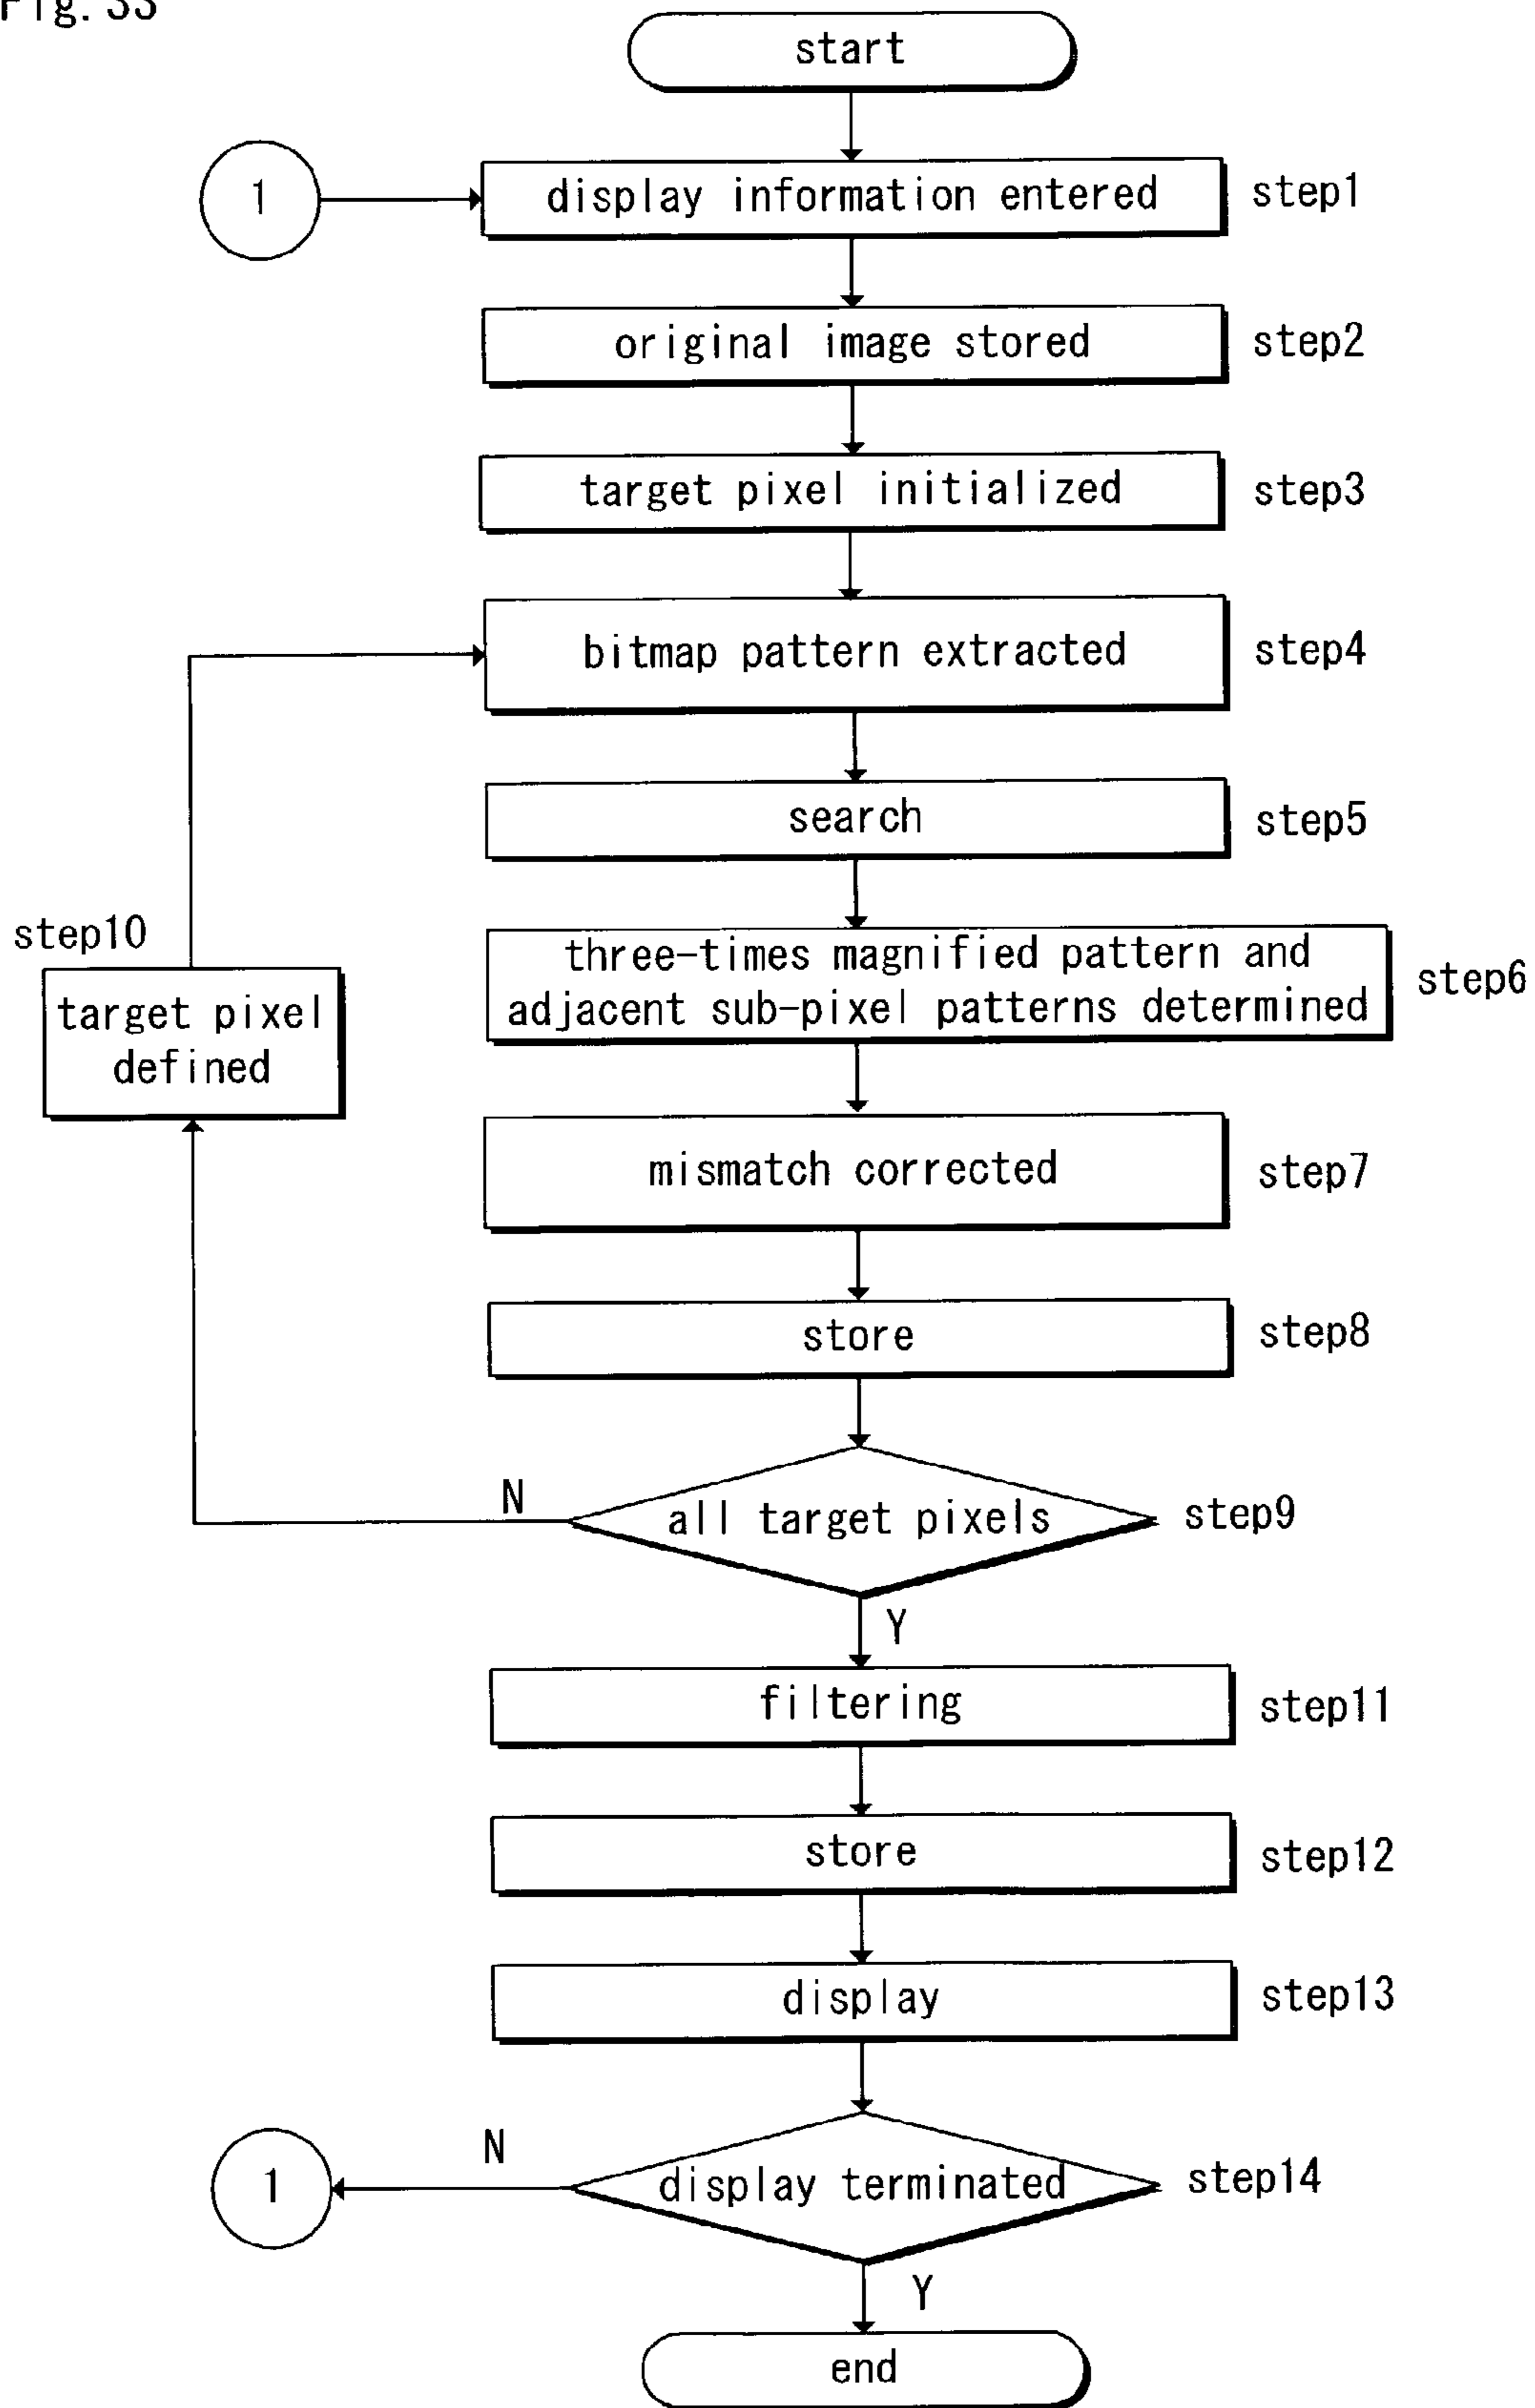 Fig. 33
start
1
display information entered step1
original image stored step2
target pixel initialized step3
bitmap pattern extracted step4
search step5
three-times magnified pattern and
adjacent sub-pixel patterns determined
step6
step10
target pixel
defined
mismatch corrected step7
store step8
N
all target pixels step9
Y
filtering step11
store step12
display step13
N
1
display terminated step14
Y
end